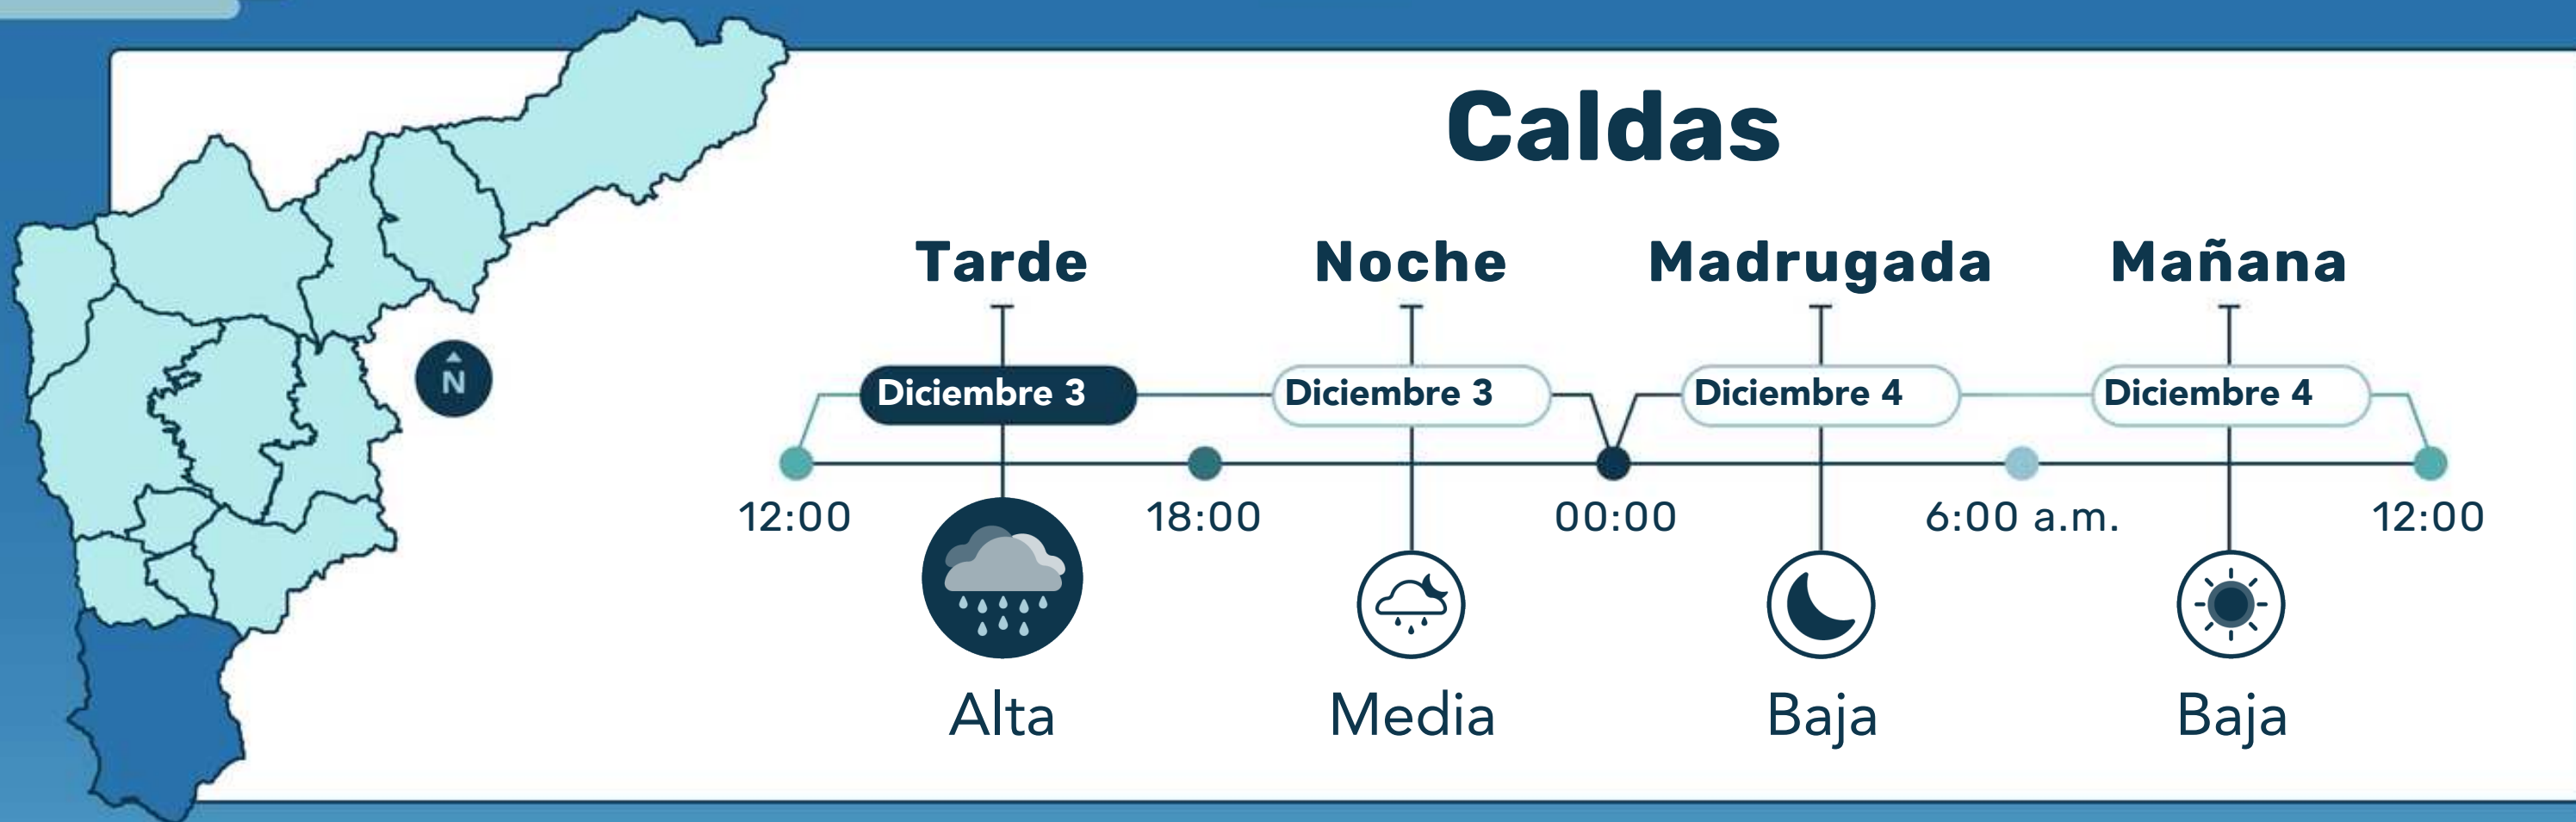 Caldas
Tarde Noche Madrugada Mañana
Diciembre 3 Diciembre 3 Diciembre 4 Diciembre 4
N
12:00 18:00 00:00 6:00 a.m. 12:00
Alta Media Baja Baja